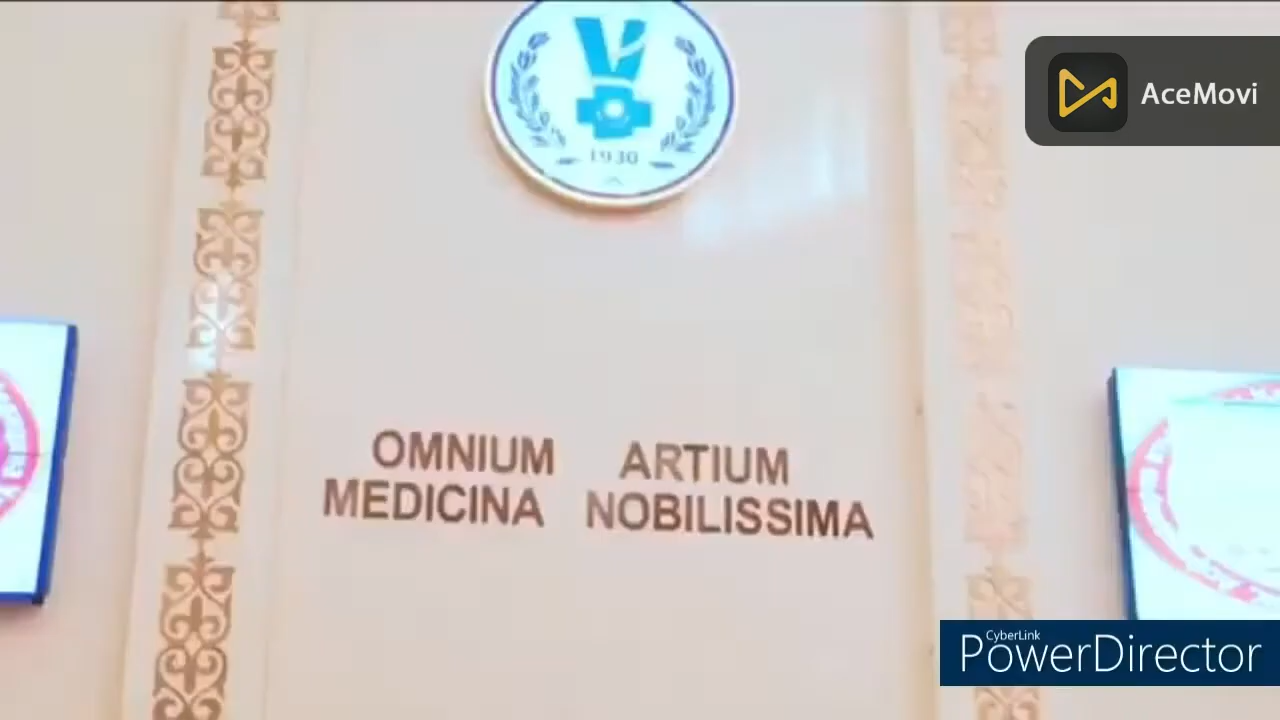 1930
AceMovi
OMNIUM ARTIUM
MEDICINA NOBILISSIMA
CyberLink
PowerDirector